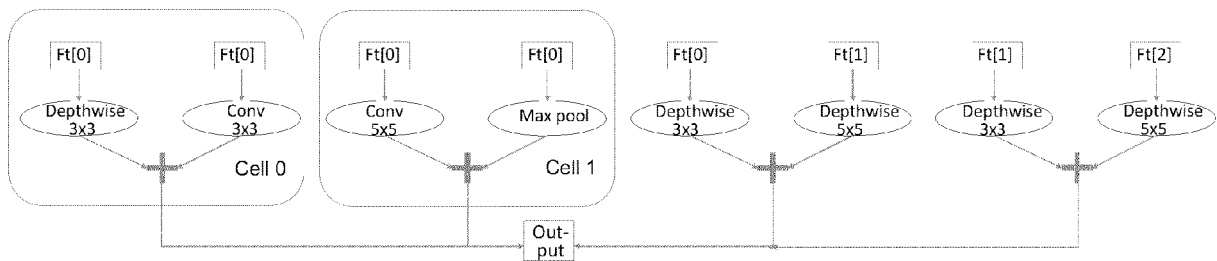 Ft[0] Ft[0] Ft[0] Ft[0] Ft[0] Ft[1] Ft[1] Ft[2]
Depthwise 3x3
Conv 3x3
Conv 5x5
Max pool
Depthwise 3x3
Depthwise 5x5
Depthwise 3x3
Depthwise 5x5
Cell 0
Cell 1
Out-
put